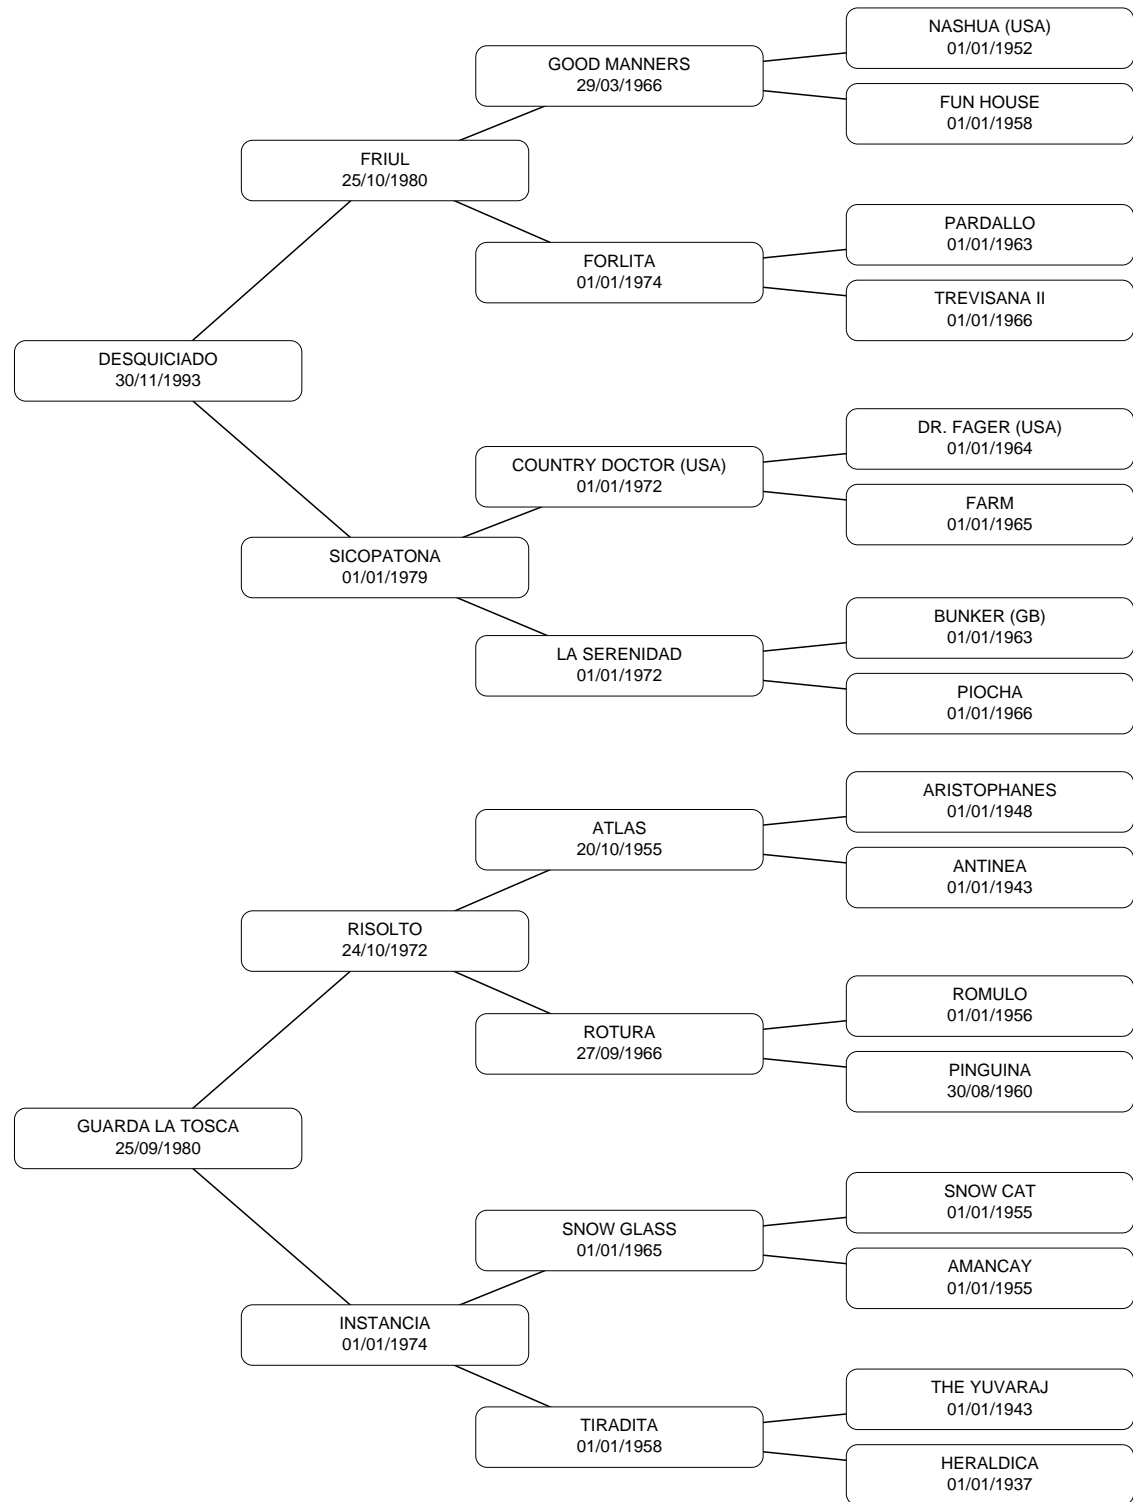 NASHUA (USA)
01/01/1952
GOOD MANNERS
29/03/1966
FUN HOUSE
01/01/1958
FRIUL
25/10/1980
PARDALLO
01/01/1963
FORLITA
01/01/1974
TREVISANA II
01/01/1966
DESQUICIADO
30/11/1993
DR. FAGER (USA)
01/01/1964
COUNTRY DOCTOR (USA)
01/01/1972
FARM
01/01/1965
SICOPATONA
01/01/1979
BUNKER (GB)
01/01/1963
LA SERENIDAD
01/01/1972
PIOCHA
01/01/1966
ARISTOPHANES
01/01/1948
ATLAS
20/10/1955
ANTINEA
01/01/1943
RISOLTO
24/10/1972
ROMULO
01/01/1956
ROTURA
27/09/1966
PINGUINA
30/08/1960
GUARDA LA TOSCA
25/09/1980
SNOW CAT
01/01/1955
SNOW GLASS
01/01/1965
AMANCAY
01/01/1955
INSTANCIA
01/01/1974
THE YUVARAJ
01/01/1943
TIRADITA
01/01/1958
HERALDICA
01/01/1937